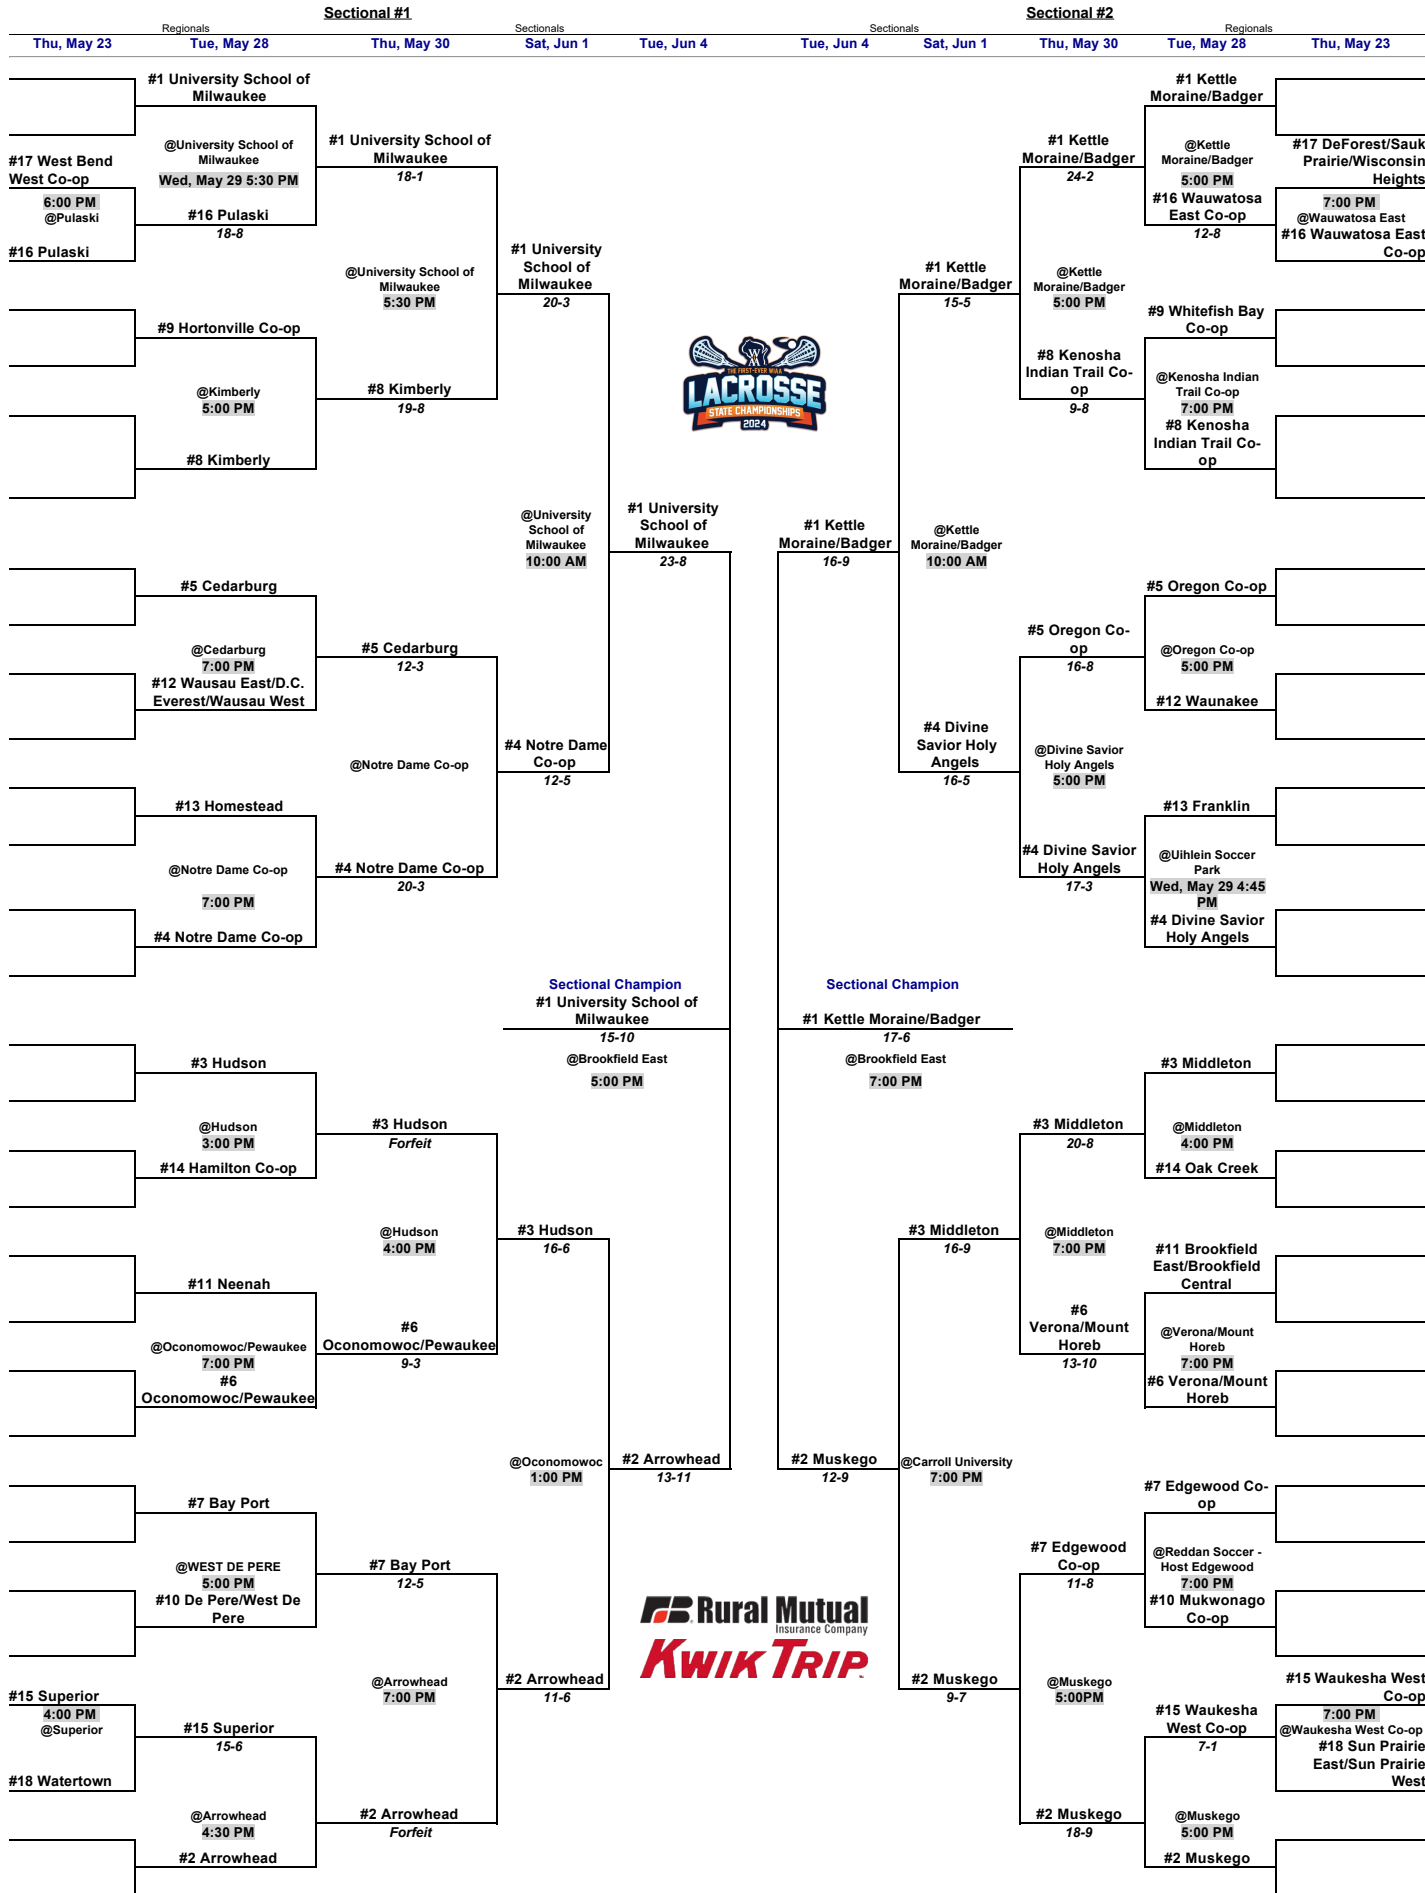 Sectional #1
Sectional #2
Regionals
Sectionals
Sectionals
Regionals
Thu, May 23
Tue, May 28
Thu, May 30
Sat, Jun 1
Tue, Jun 4
Tue, Jun 4
Sat, Jun 1
Thu, May 30
Tue, May 28
Thu, May 23
#17 West Bend
West Co-op
6:00 PM
@Pulaski
#16 Pulaski
#15 Superior
4:00 PM
@Superior
#18 Watertown
#1 University School of
Milwaukee
@University School of
Milwaukee
Wed, May 29 5:30 PM
#16 Pulaski
18-8
#9 Hortonville Co-op
@Kimberly
5:00 PM
#8 Kimberly
#5 Cedarburg
@Cedarburg
7:00 PM
#12 Wausau East/D.C.
Everest/Wausau West
#13 Homestead
@Notre Dame Co-op
7:00 PM
#4 Notre Dame Co-op
#3 Hudson
@Hudson
3:00 PM
#14 Hamilton Co-op
#11 Neenah
@Oconomowoc/Pewaukee
7:00 PM
#6
Oconomowoc/Pewaukee
#7 Bay Port
@WEST DE PERE
5:00 PM
#10 De Pere/West De
Pere
#15 Superior
15-6
@Arrowhead
4:30 PM
#2 Arrowhead
#1 University School of
Milwaukee
18-1
@University School of
Milwaukee
5:30 PM
#8 Kimberly
19-8
#5 Cedarburg
12-3
@Notre Dame Co-op
#4 Notre Dame Co-op
20-3
#3 Hudson
Forfeit
@Hudson
4:00 PM
#6
Oconomowoc/Pewaukee
9-3
#7 Bay Port
12-5
@Arrowhead
7:00 PM
#2 Arrowhead
Forfeit
#1 University
School of
Milwaukee
20-3
@University
School of
Milwaukee
10:00 AM
#4 Notre Dame
Co-op
12-5
#3 Hudson
16-6
@Oconomowoc
1:00 PM
#2 Arrowhead
11-6
#1 University
School of
Milwaukee
23-8
Sectional Champion
#1 University School of
Milwaukee
15-10
@Brookfield East
5:00 PM
#2 Arrowhead
13-11
THE FIRST-EVER WIAA
LACROSSE
STATE CHAMPIONSHIPS
2024
Rural Mutual
Insurance Company
KWIK TRIP
#1 Kettle
Moraine/Badger
16-9
Sectional Champion
#1 Kettle Moraine/Badger
17-6
@Brookfield East
7:00 PM
#2 Muskego
12-9
#1 Kettle
Moraine/Badger
15-5
@Kettle
Moraine/Badger
10:00 AM
#4 Divine
Savior Holy
Angels
16-5
#3 Middleton
16-9
@Carroll University
7:00 PM
#2 Muskego
9-7
#1 Kettle
Moraine/Badger
24-2
@Kettle
Moraine/Badger
5:00 PM
#8 Kenosha
Indian Trail Co-
op
9-8
#5 Oregon Co-
op
16-8
@Divine Savior
Holy Angels
5:00 PM
#4 Divine Savior
Holy Angels
17-3
#3 Middleton
20-8
@Middleton
7:00 PM
#6
Verona/Mount
Horeb
13-10
#7 Edgewood
Co-op
11-8
@Muskego
5:00PM
#2 Muskego
18-9
#1 Kettle
Moraine/Badger
@Kettle
Moraine/Badger
5:00 PM
#16 Wauwatosa
East Co-op
12-8
#9 Whitefish Bay
Co-op
@Kenosha Indian
Trail Co-op
7:00 PM
#8 Kenosha
Indian Trail Co-
op
#5 Oregon Co-op
@Oregon Co-op
5:00 PM
#12 Waunakee
#13 Franklin
@Uihlein Soccer
Park
Wed, May 29 4:45
PM
#4 Divine Savior
Holy Angels
#3 Middleton
@Middleton
4:00 PM
#14 Oak Creek
#11 Brookfield
East/Brookfield
Central
@Verona/Mount
Horeb
7:00 PM
#6 Verona/Mount
Horeb
#7 Edgewood Co-
op
@Reddan Soccer -
Host Edgewood
7:00 PM
#10 Mukwonago
Co-op
#15 Waukesha
West Co-op
7-1
@Muskego
5:00 PM
#2 Muskego
#17 DeForest/Sauk
Prairie/Wisconsin
Heights
7:00 PM
@Wauwatosa East
#16 Wauwatosa East
Co-op
#15 Waukesha West
Co-op
7:00 PM
@Waukesha West Co-op
#18 Sun Prairie
East/Sun Prairie
West